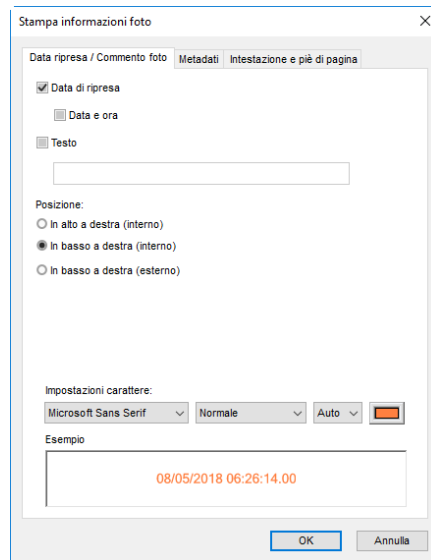 Stampa informazioni foto
Data ripresa / Commento foto Metadati Intestazione e piè di pagina
Data di ripresa
Data e ora
Testo
Posizione:
In alto a destra (interno)
In basso a destra (interno)
In basso a destra (esterno)
Impostazioni carattere:
Microsoft Sans Serif Normale Auto
Esempio
08/05/2018 06:26:14.00
OK Annulla